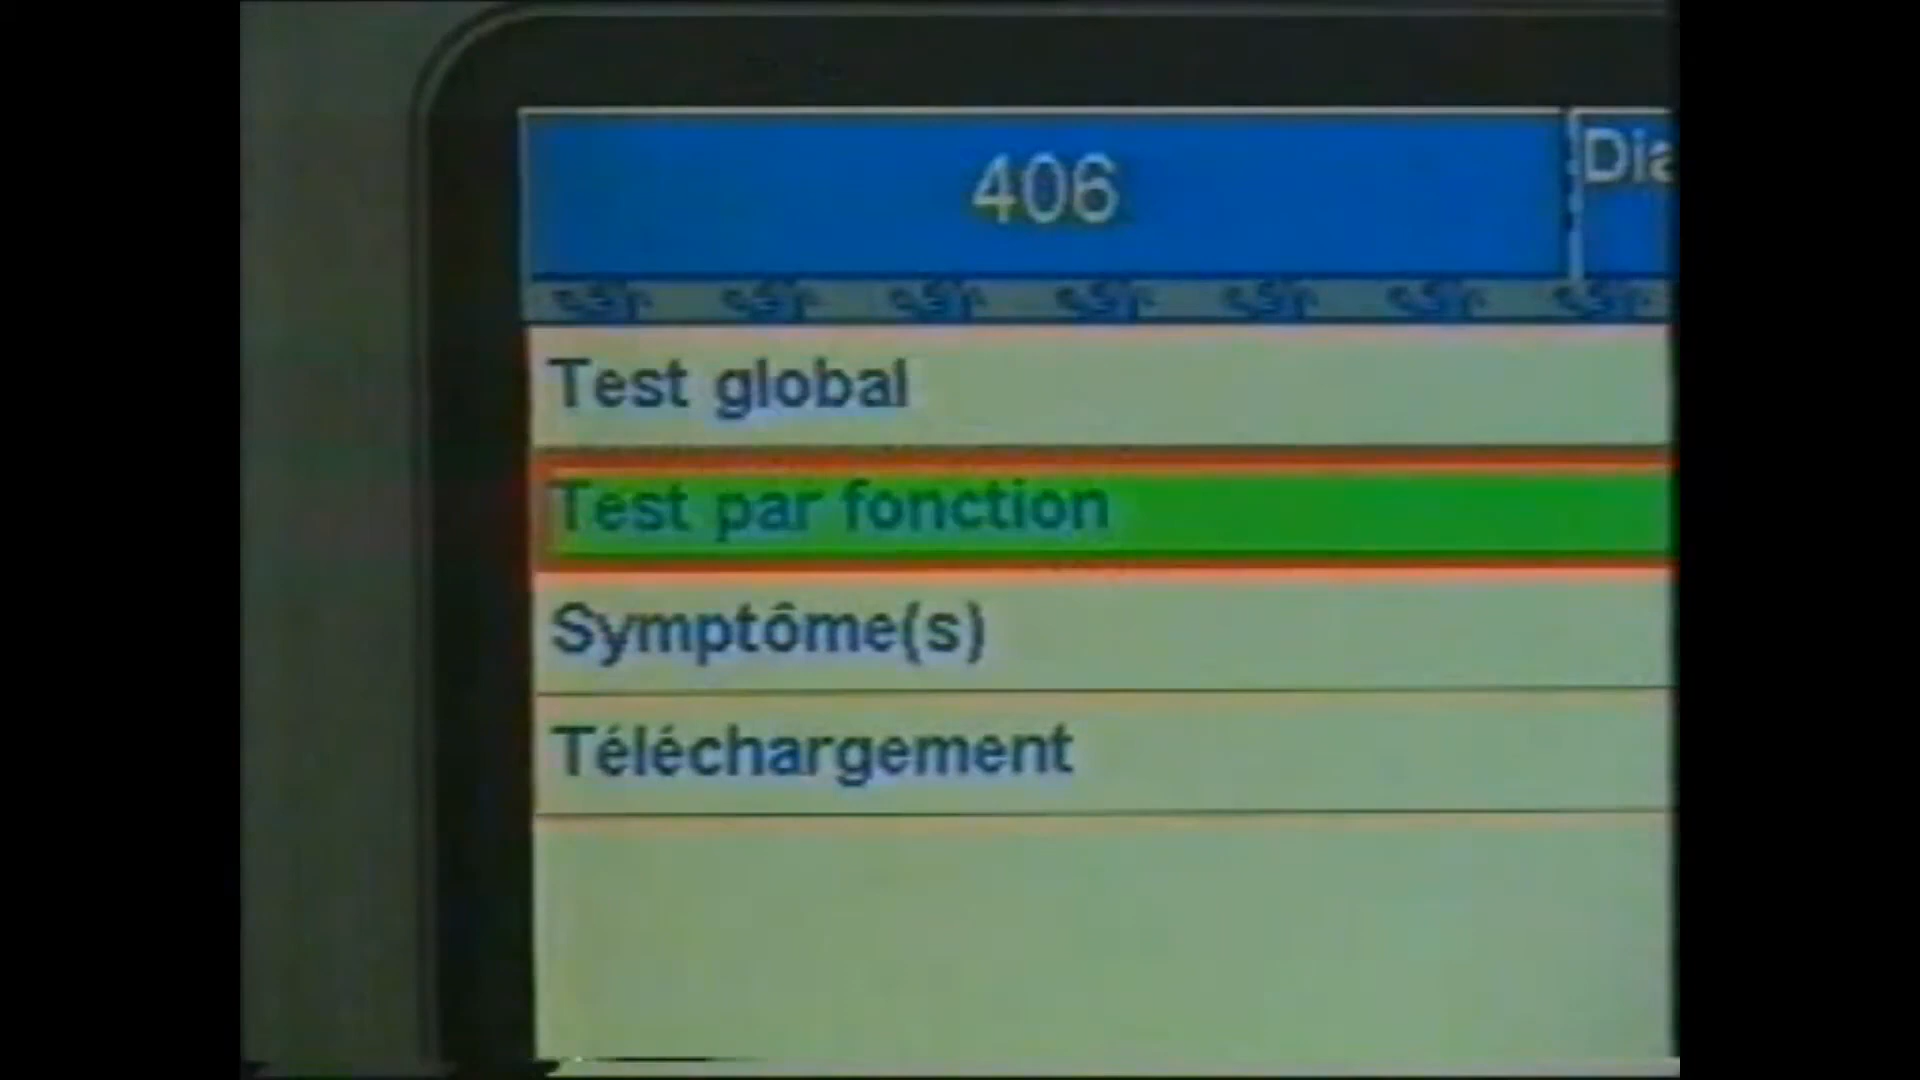 406
Dia
Test global
Test par fonction
Symptôme(s)
Téléchargement